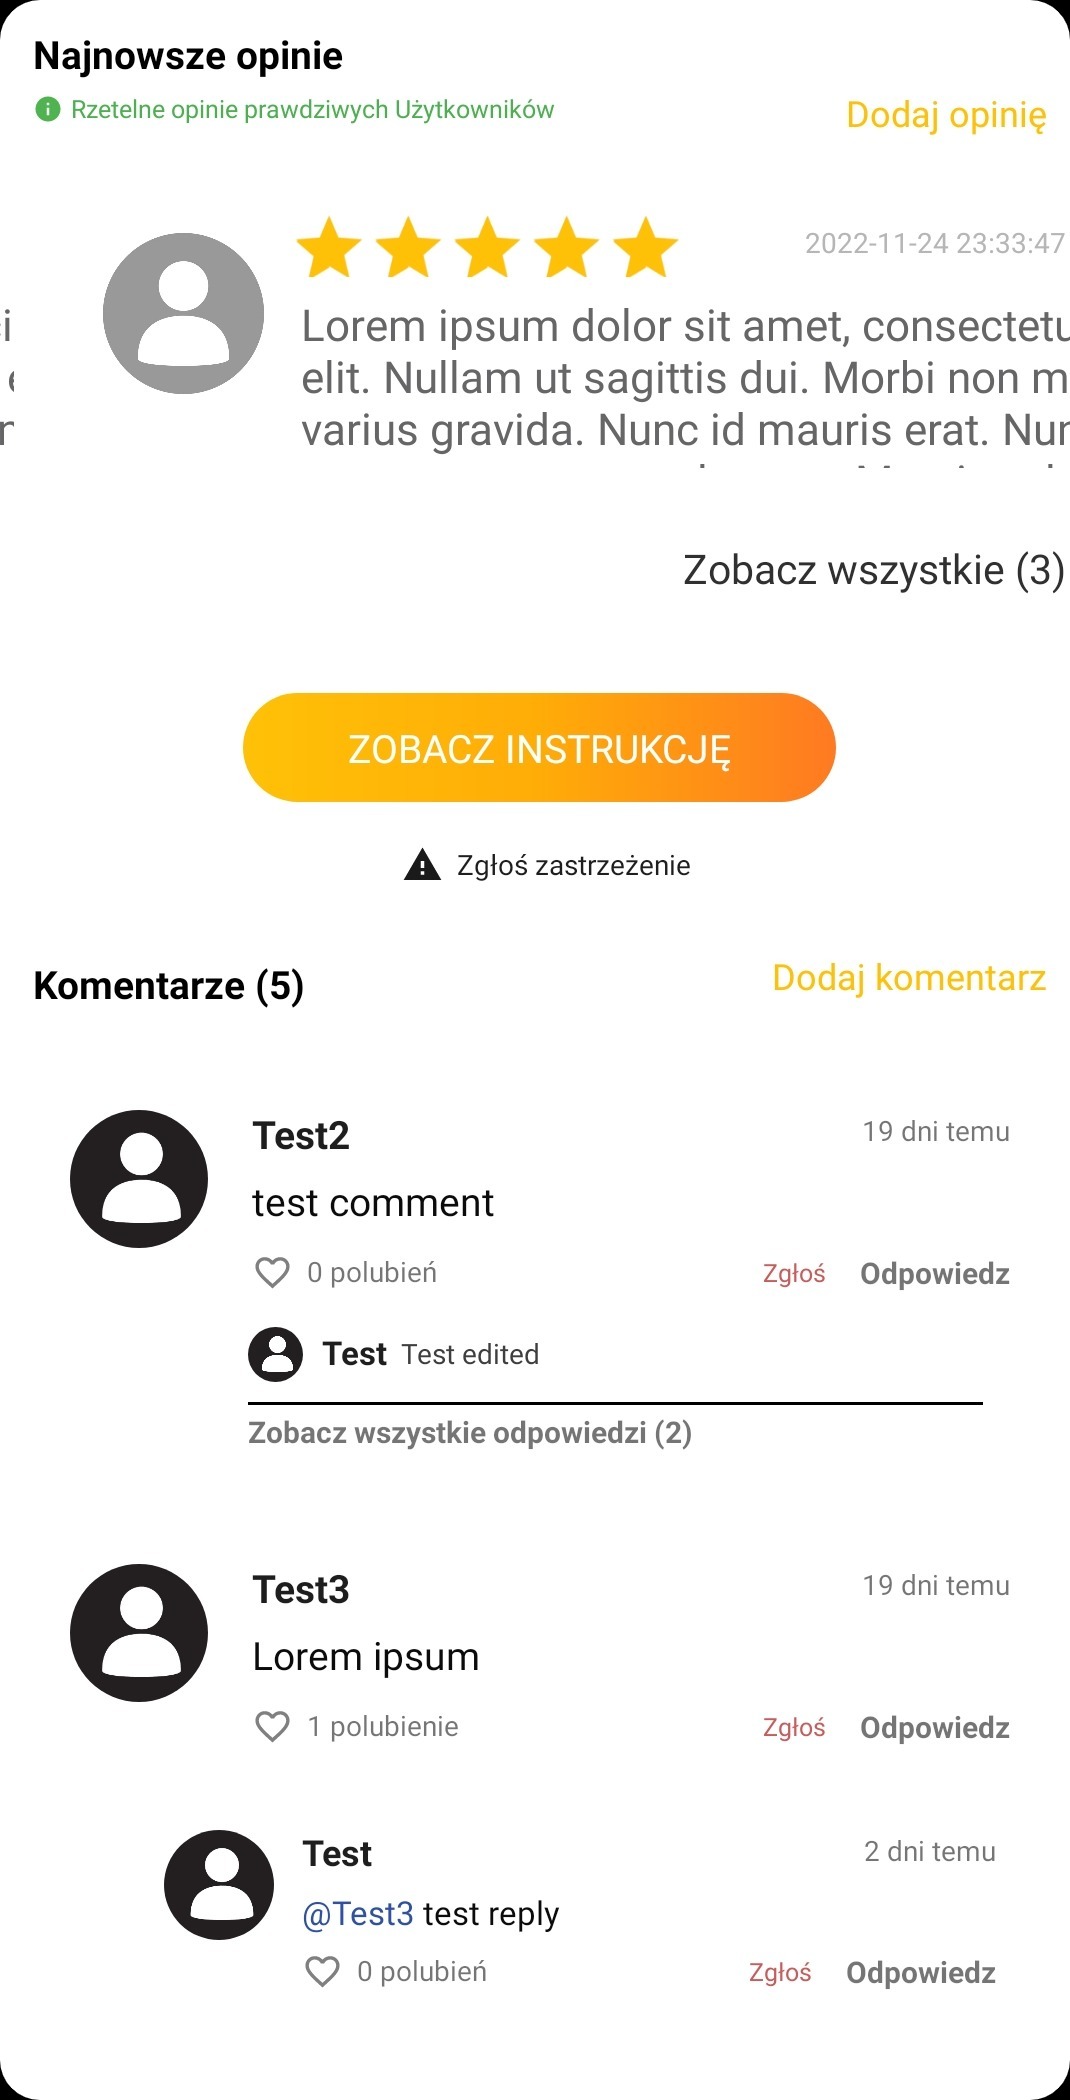 Najnowsze opinie
Rzetelne opinie prawdziwych Użytkowników
Dodaj opinię
2022-11-24 23:33:47
Lorem ipsum dolor sit amet, consectetu
elit. Nullam ut sagittis dui. Morbi non m
varius gravida. Nunc id mauris erat. Nun
Zobacz wszystkie (3)
ZOBACZ INSTRUKCJĘ
Zgłoś zastrzeżenie
Komentarze (5)
Dodaj komentarz
Test2
19 dni temu
test comment
0 polubień
Zgłoś
Odpowiedz
Test Test edited
Zobacz wszystkie odpowiedzi (2)
Test3
19 dni temu
Lorem ipsum
1 polubienie
Zgłoś
Odpowiedz
Test
2 dni temu
@Test3 test reply
0 polubień
Zgłoś
Odpowiedz